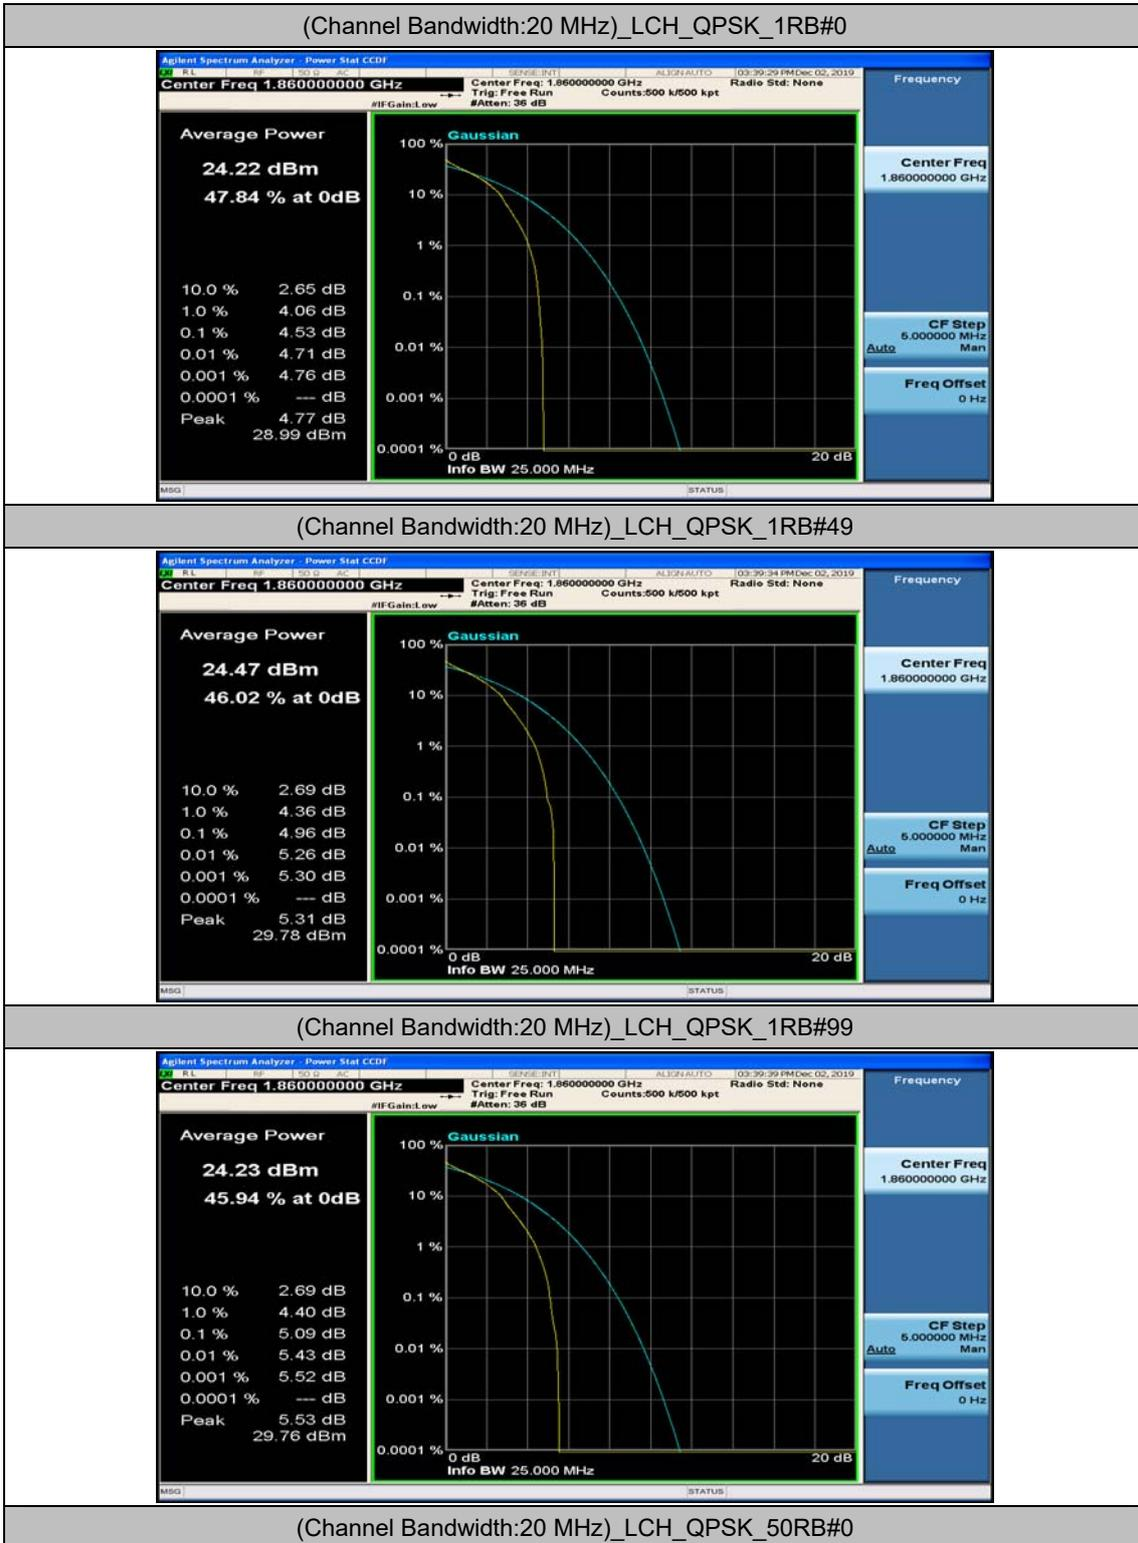 (Channel Bandwidth:20 MHz)_LCH_QPSK_1RB#0
Agilent Spectrum Analyzer - Power Stat CCDF
RL RF 50 Ω AC SENSE:INT ALIGN AUTO 03:39:29 PM Dec 02, 2019
Center Freq 1.860000000 GHz Center Freq: 1.860000000 GHz Radio Std: None Frequency
Trig: Free Run Counts:500 k/500 kpt
#IFGain:Low #Atten: 36 dB
Average Power
24.22 dBm
47.84 % at 0dB
10.0 % 2.65 dB
1.0 % 4.06 dB
0.1 % 4.53 dB
0.01 % 4.71 dB
0.001 % 4.76 dB
0.0001 % --- dB
Peak 4.77 dB
28.99 dBm
Gaussian
100 %
10 %
1 %
0.1 %
0.01 %
0.001 %
0.0001 %
0 dB 20 dB
Info BW 25.000 MHz
Center Freq
1.860000000 GHz
CF Step
5.000000 MHz
Auto Man
Freq Offset
0 Hz
MSG STATUS
(Channel Bandwidth:20 MHz)_LCH_QPSK_1RB#49
Agilent Spectrum Analyzer - Power Stat CCDF
RL RF 50 Ω AC SENSE:INT ALIGN AUTO 03:39:34 PM Dec 02, 2019
Center Freq 1.860000000 GHz Center Freq: 1.860000000 GHz Radio Std: None Frequency
Trig: Free Run Counts:500 k/500 kpt
#IFGain:Low #Atten: 36 dB
Average Power
24.47 dBm
46.02 % at 0dB
10.0 % 2.69 dB
1.0 % 4.36 dB
0.1 % 4.96 dB
0.01 % 5.26 dB
0.001 % 5.30 dB
0.0001 % --- dB
Peak 5.31 dB
29.78 dBm
Gaussian
100 %
10 %
1 %
0.1 %
0.01 %
0.001 %
0.0001 %
0 dB 20 dB
Info BW 25.000 MHz
Center Freq
1.860000000 GHz
CF Step
5.000000 MHz
Auto Man
Freq Offset
0 Hz
MSG STATUS
(Channel Bandwidth:20 MHz)_LCH_QPSK_1RB#99
Agilent Spectrum Analyzer - Power Stat CCDF
RL RF 50 Ω AC SENSE:INT ALIGN AUTO 03:39:39 PM Dec 02, 2019
Center Freq 1.860000000 GHz Center Freq: 1.860000000 GHz Radio Std: None Frequency
Trig: Free Run Counts:500 k/500 kpt
#IFGain:Low #Atten: 36 dB
Average Power
24.23 dBm
45.94 % at 0dB
10.0 % 2.69 dB
1.0 % 4.40 dB
0.1 % 5.09 dB
0.01 % 5.43 dB
0.001 % 5.52 dB
0.0001 % --- dB
Peak 5.53 dB
29.76 dBm
Gaussian
100 %
10 %
1 %
0.1 %
0.01 %
0.001 %
0.0001 %
0 dB 20 dB
Info BW 25.000 MHz
Center Freq
1.860000000 GHz
CF Step
5.000000 MHz
Auto Man
Freq Offset
0 Hz
MSG STATUS
(Channel Bandwidth:20 MHz)_LCH_QPSK_50RB#0